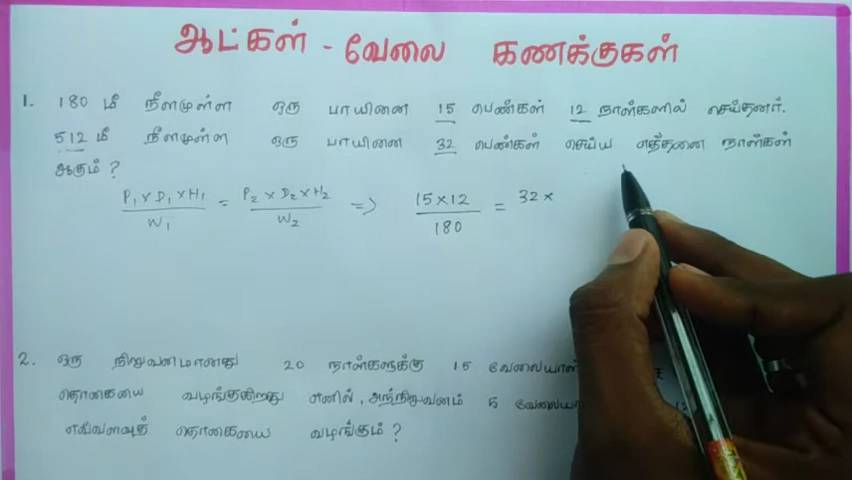 ஆட்கள் - வேலை கணக்குகள்
1. 180 மீ நீளமுள்ள ஒரு பாயினை 15 பெண்கள் 12 நாள்களில் செய்தனர்.
512 மீ நீளமுள்ள ஒரு பாயினை 32 பெண்கள் செய்ய எத்தனை நாள்கள்
ஆகும் ?
P₁ × D₁ × H₁ / W₁ = P₂ × D₂ × H₂ / W₂ => 15 × 12 / 180 = 32 ×
2. ஒரு நிறுவனமானது 20 நாள்களுக்கு 15
தொகையை வழங்குகிறது எனில், அந்நிறுவனம் 5
எவ்வளவுத் தொகையை வழங்கும் ?